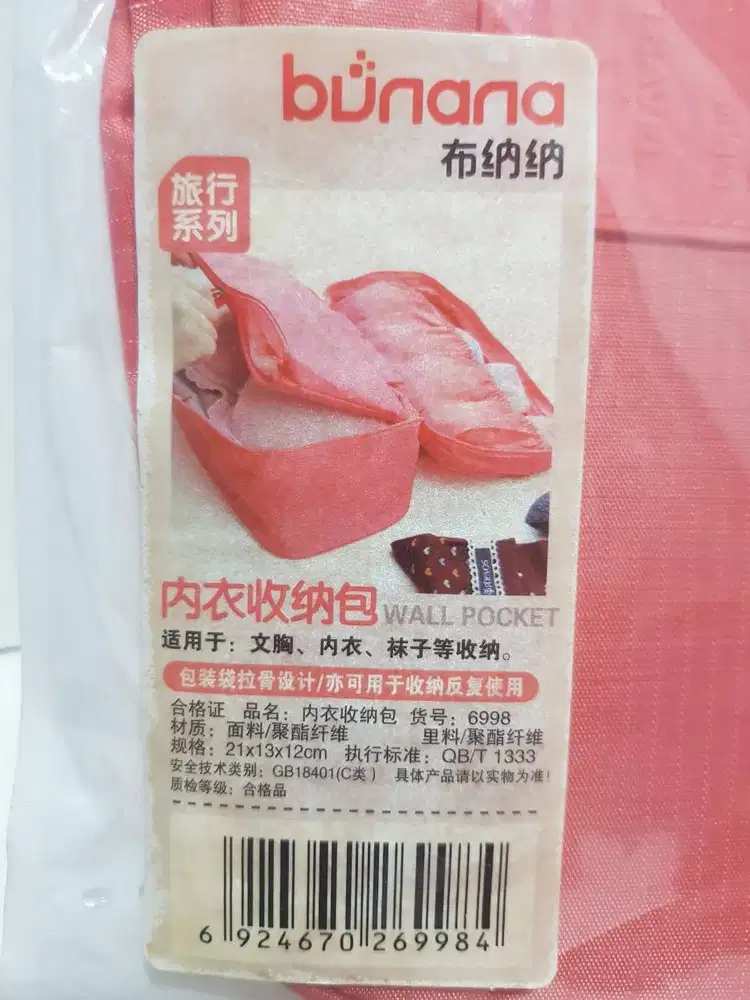 bunana
布纳纳
旅行
系列
内衣收纳包 WALL POCKET
适用于：文胸、内衣、袜子等收纳。
包装袋拉骨设计/亦可用于收纳反复使用
合格证 品名：内衣收纳包 货号：6998
材质：面料/聚酯纤维 里料/聚酯纤维
规格：21x13x12cm 执行标准：QB/T 1333
安全技术类别：GB18401(C类) 具体产品请以实物为准!
质检等级：合格品
6 924670 269984